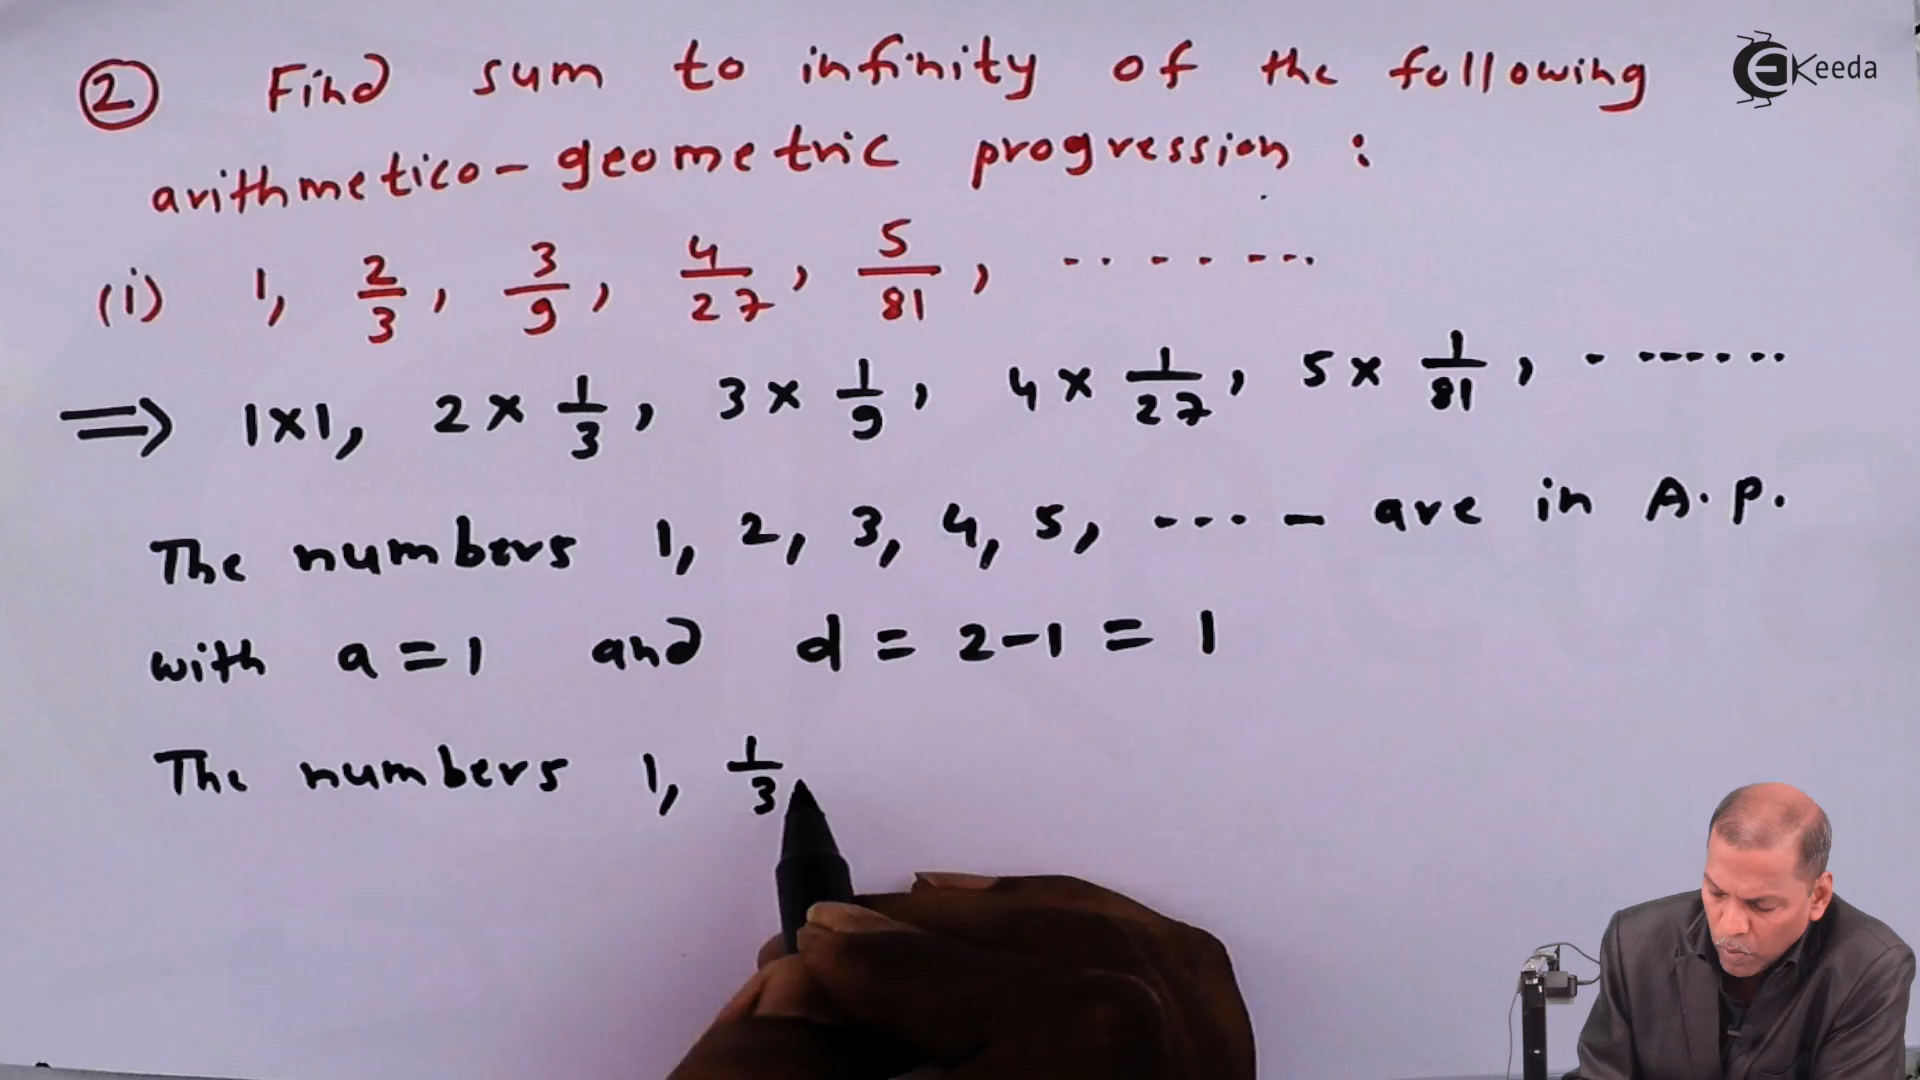 ② Find sum to infinity of the following
EKeeda
arithmetico-geometric progression :
(i) 1, 2/3, 3/9, 4/27, 5/81, .......
⇒ 1×1, 2 × 1/3, 3 × 1/9, 4 × 1/27, 5 × 1/81, .......
The numbers 1, 2, 3, 4, 5, ..... are in A.P.
with a = 1 and d = 2-1 = 1
The numbers 1, 1/3